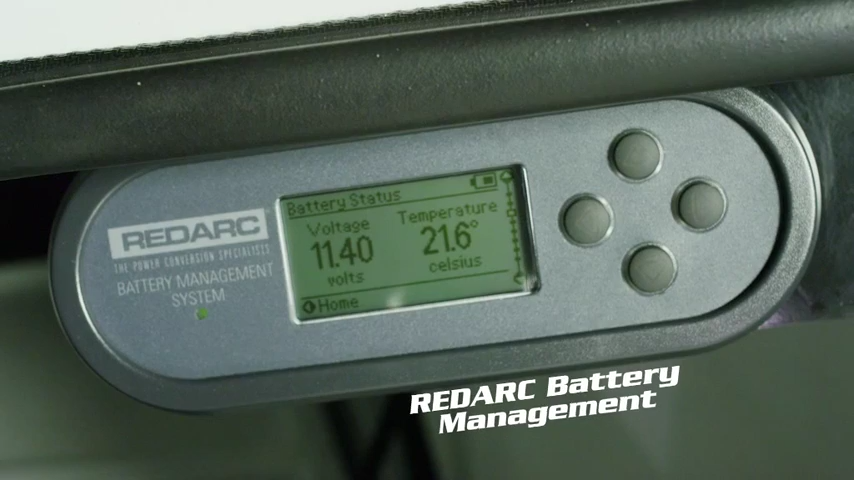 REDARC
THE POWER CONVERSION SPECIALISTS
BATTERY MANAGEMENT
SYSTEM
Battery Status
Voltage Temperature
11.40 21.6°
volts celsius
Home
REDARC Battery
Management